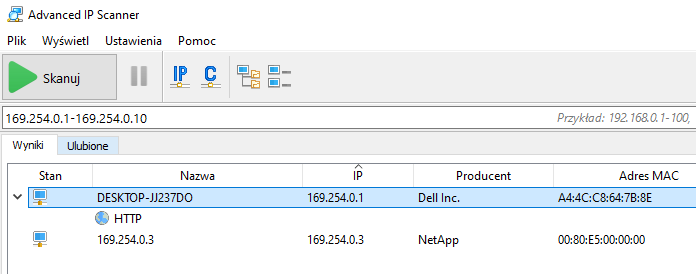 Advanced IP Scanner
Plik Wyświetl Ustawienia Pomoc
Skanuj IP C
169.254.0.1-169.254.0.10 Przykład: 192.168.0.1-100,
Wyniki Ulubione
Stan Nazwa IP Producent Adres MAC
DESKTOP-JJ237DO 169.254.0.1 Dell Inc. A4:4C:C8:64:7B:8E
HTTP
169.254.0.3 169.254.0.3 NetApp 00:80:E5:00:00:00